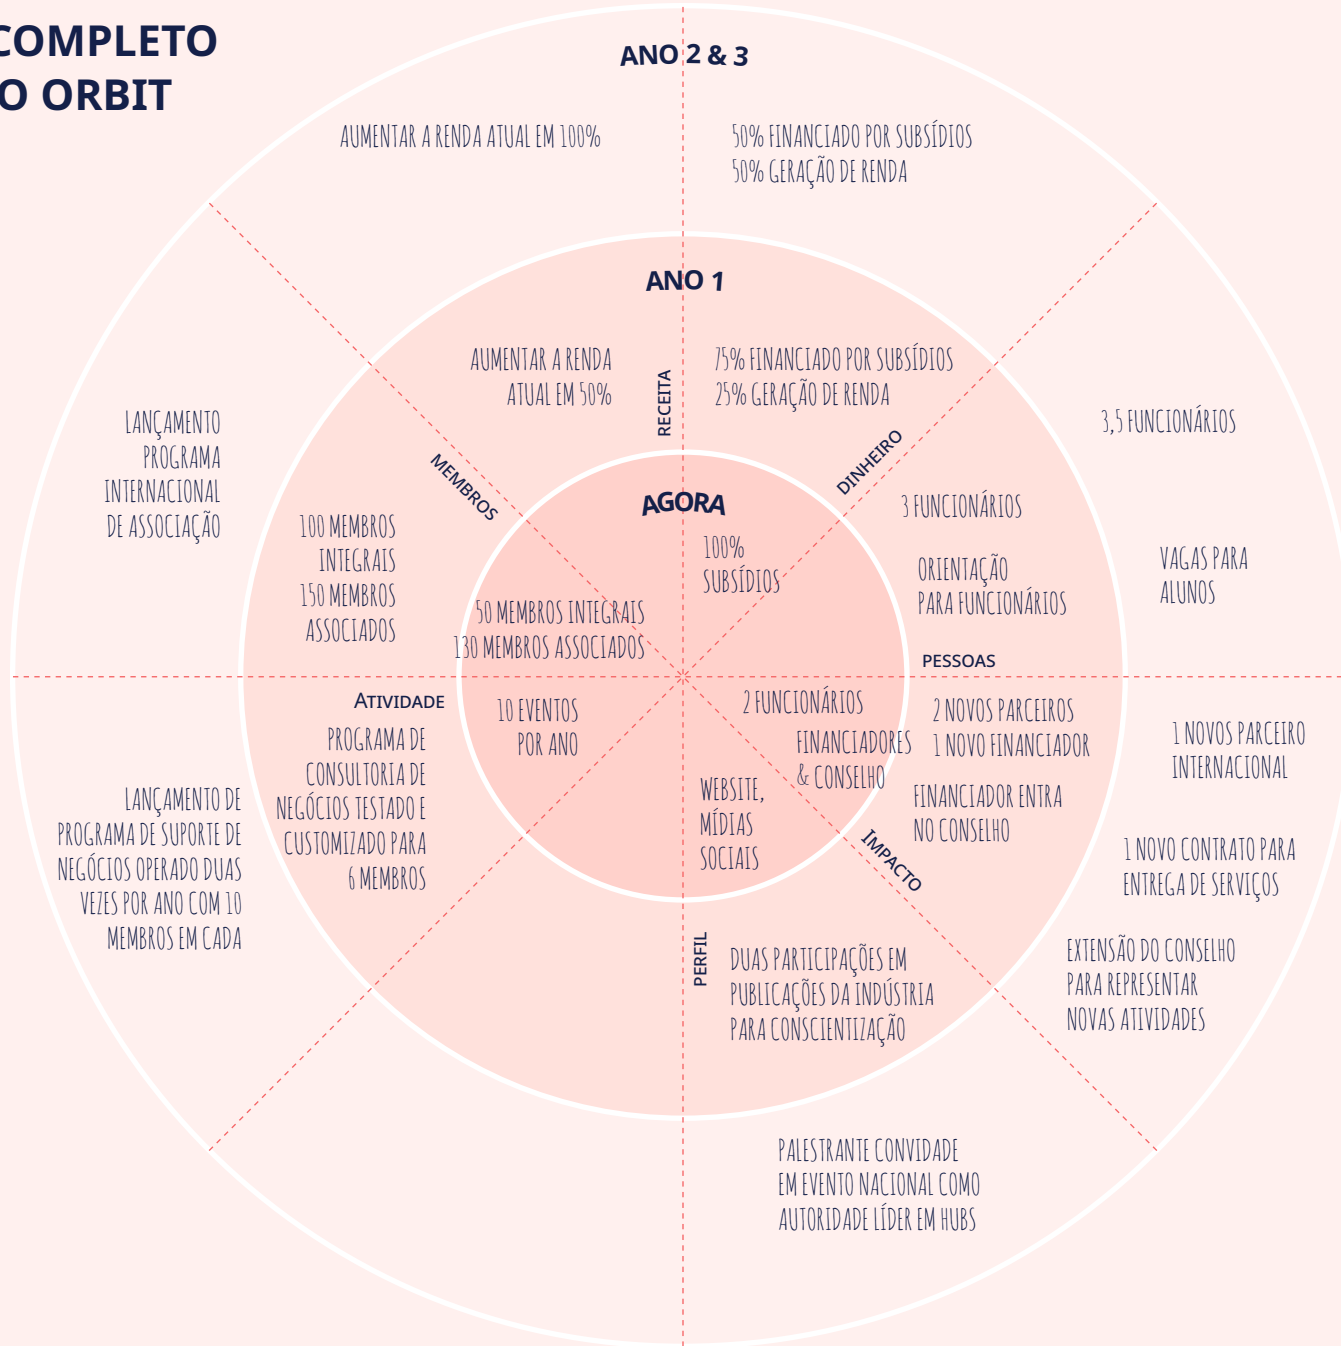 COMPLETO
O ORBIT
ANO 2 & 3
AUMENTAR A RENDA ATUAL EM 100%
50% FINANCIADO POR SUBSÍDIOS
50% GERAÇÃO DE RENDA
ANO 1
AUMENTAR A RENDA
ATUAL EM 50%
RECEITA
75% FINANCIADO POR SUBSÍDIOS
25% GERAÇÃO DE RENDA
DINHEIRO
MEMBROS
LANÇAMENTO
PROGRAMA
INTERNACIONAL
DE ASSOCIAÇÃO
100 MEMBROS
INTEGRAIS
150 MEMBROS
ASSOCIADOS
AGORA
100%
SUBSÍDIOS
50 MEMBROS INTEGRAIS
130 MEMBROS ASSOCIADOS
3 FUNCIONÁRIOS
ORIENTAÇÃO
PARA FUNCIONÁRIOS
3,5 FUNCIONÁRIOS
VAGAS PARA
ALUNOS
PESSOAS
ATIVIDADE
10 EVENTOS
POR ANO
PROGRAMA DE
CONSULTORIA DE
NEGÓCIOS TESTADO E
CUSTOMIZADO PARA
6 MEMBROS
LANÇAMENTO DE
PROGRAMA DE SUPORTE DE
NEGÓCIOS OPERADO DUAS
VEZES POR ANO COM 10
MEMBROS EM CADA
2 FUNCIONÁRIOS
FINANCIADORES
& CONSELHO
WEBSITE,
MÍDIAS
SOCIAIS
2 NOVOS PARCEIROS
1 NOVO FINANCIADOR
FINANCIADOR ENTRA
NO CONSELHO
IMPACTO
1 NOVOS PARCEIRO
INTERNACIONAL
1 NOVO CONTRATO PARA
ENTREGA DE SERVIÇOS
EXTENSÃO DO CONSELHO
PARA REPRESENTAR
NOVAS ATIVIDADES
PERFIL
DUAS PARTICIPAÇÕES EM
PUBLICAÇÕES DA INDÚSTRIA
PARA CONSCIENTIZAÇÃO
PALESTRANTE CONVIDADE
EM EVENTO NACIONAL COMO
AUTORIDADE LÍDER EM HUBS